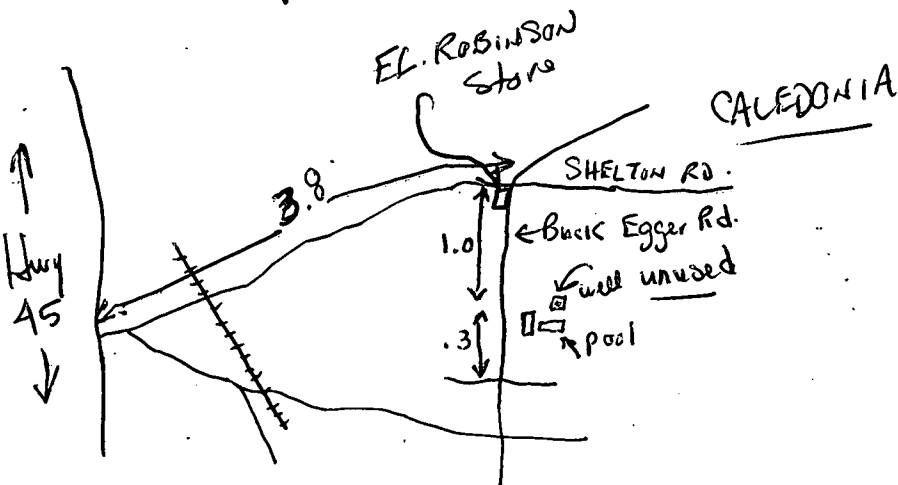 EL. ROBINSON
Store
CALEDONIA
SHELTON RD.
3.8
Hwy
45
1.0
Buck Egger Rd.
well unused
.3
pool